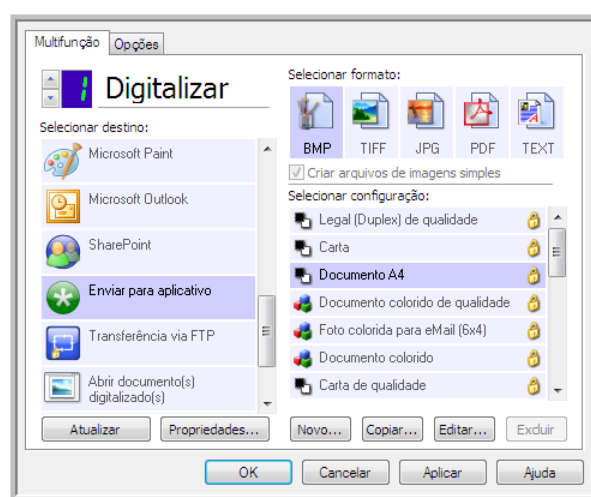 Multifunção Opções
1 Digitalizar
Selecionar destino:
Microsoft Paint
Microsoft Outlook
SharePoint
Enviar para aplicativo
Transferência via FTP
Abrir documento(s)
digitalizado(s)
Atualizar Propriedades...
Selecionar formato:
BMP TIFF JPG PDF TEXT
Criar arquivos de imagens simples
Selecionar configuração:
Legal (Duplex) de qualidade
Carta
Documento A4
Documento colorido de qualidade
Foto colorida para eMail (6x4)
Documento colorido
Carta de qualidade
Novo... Copiar... Editar... Excluir
OK Cancelar Aplicar Ajuda